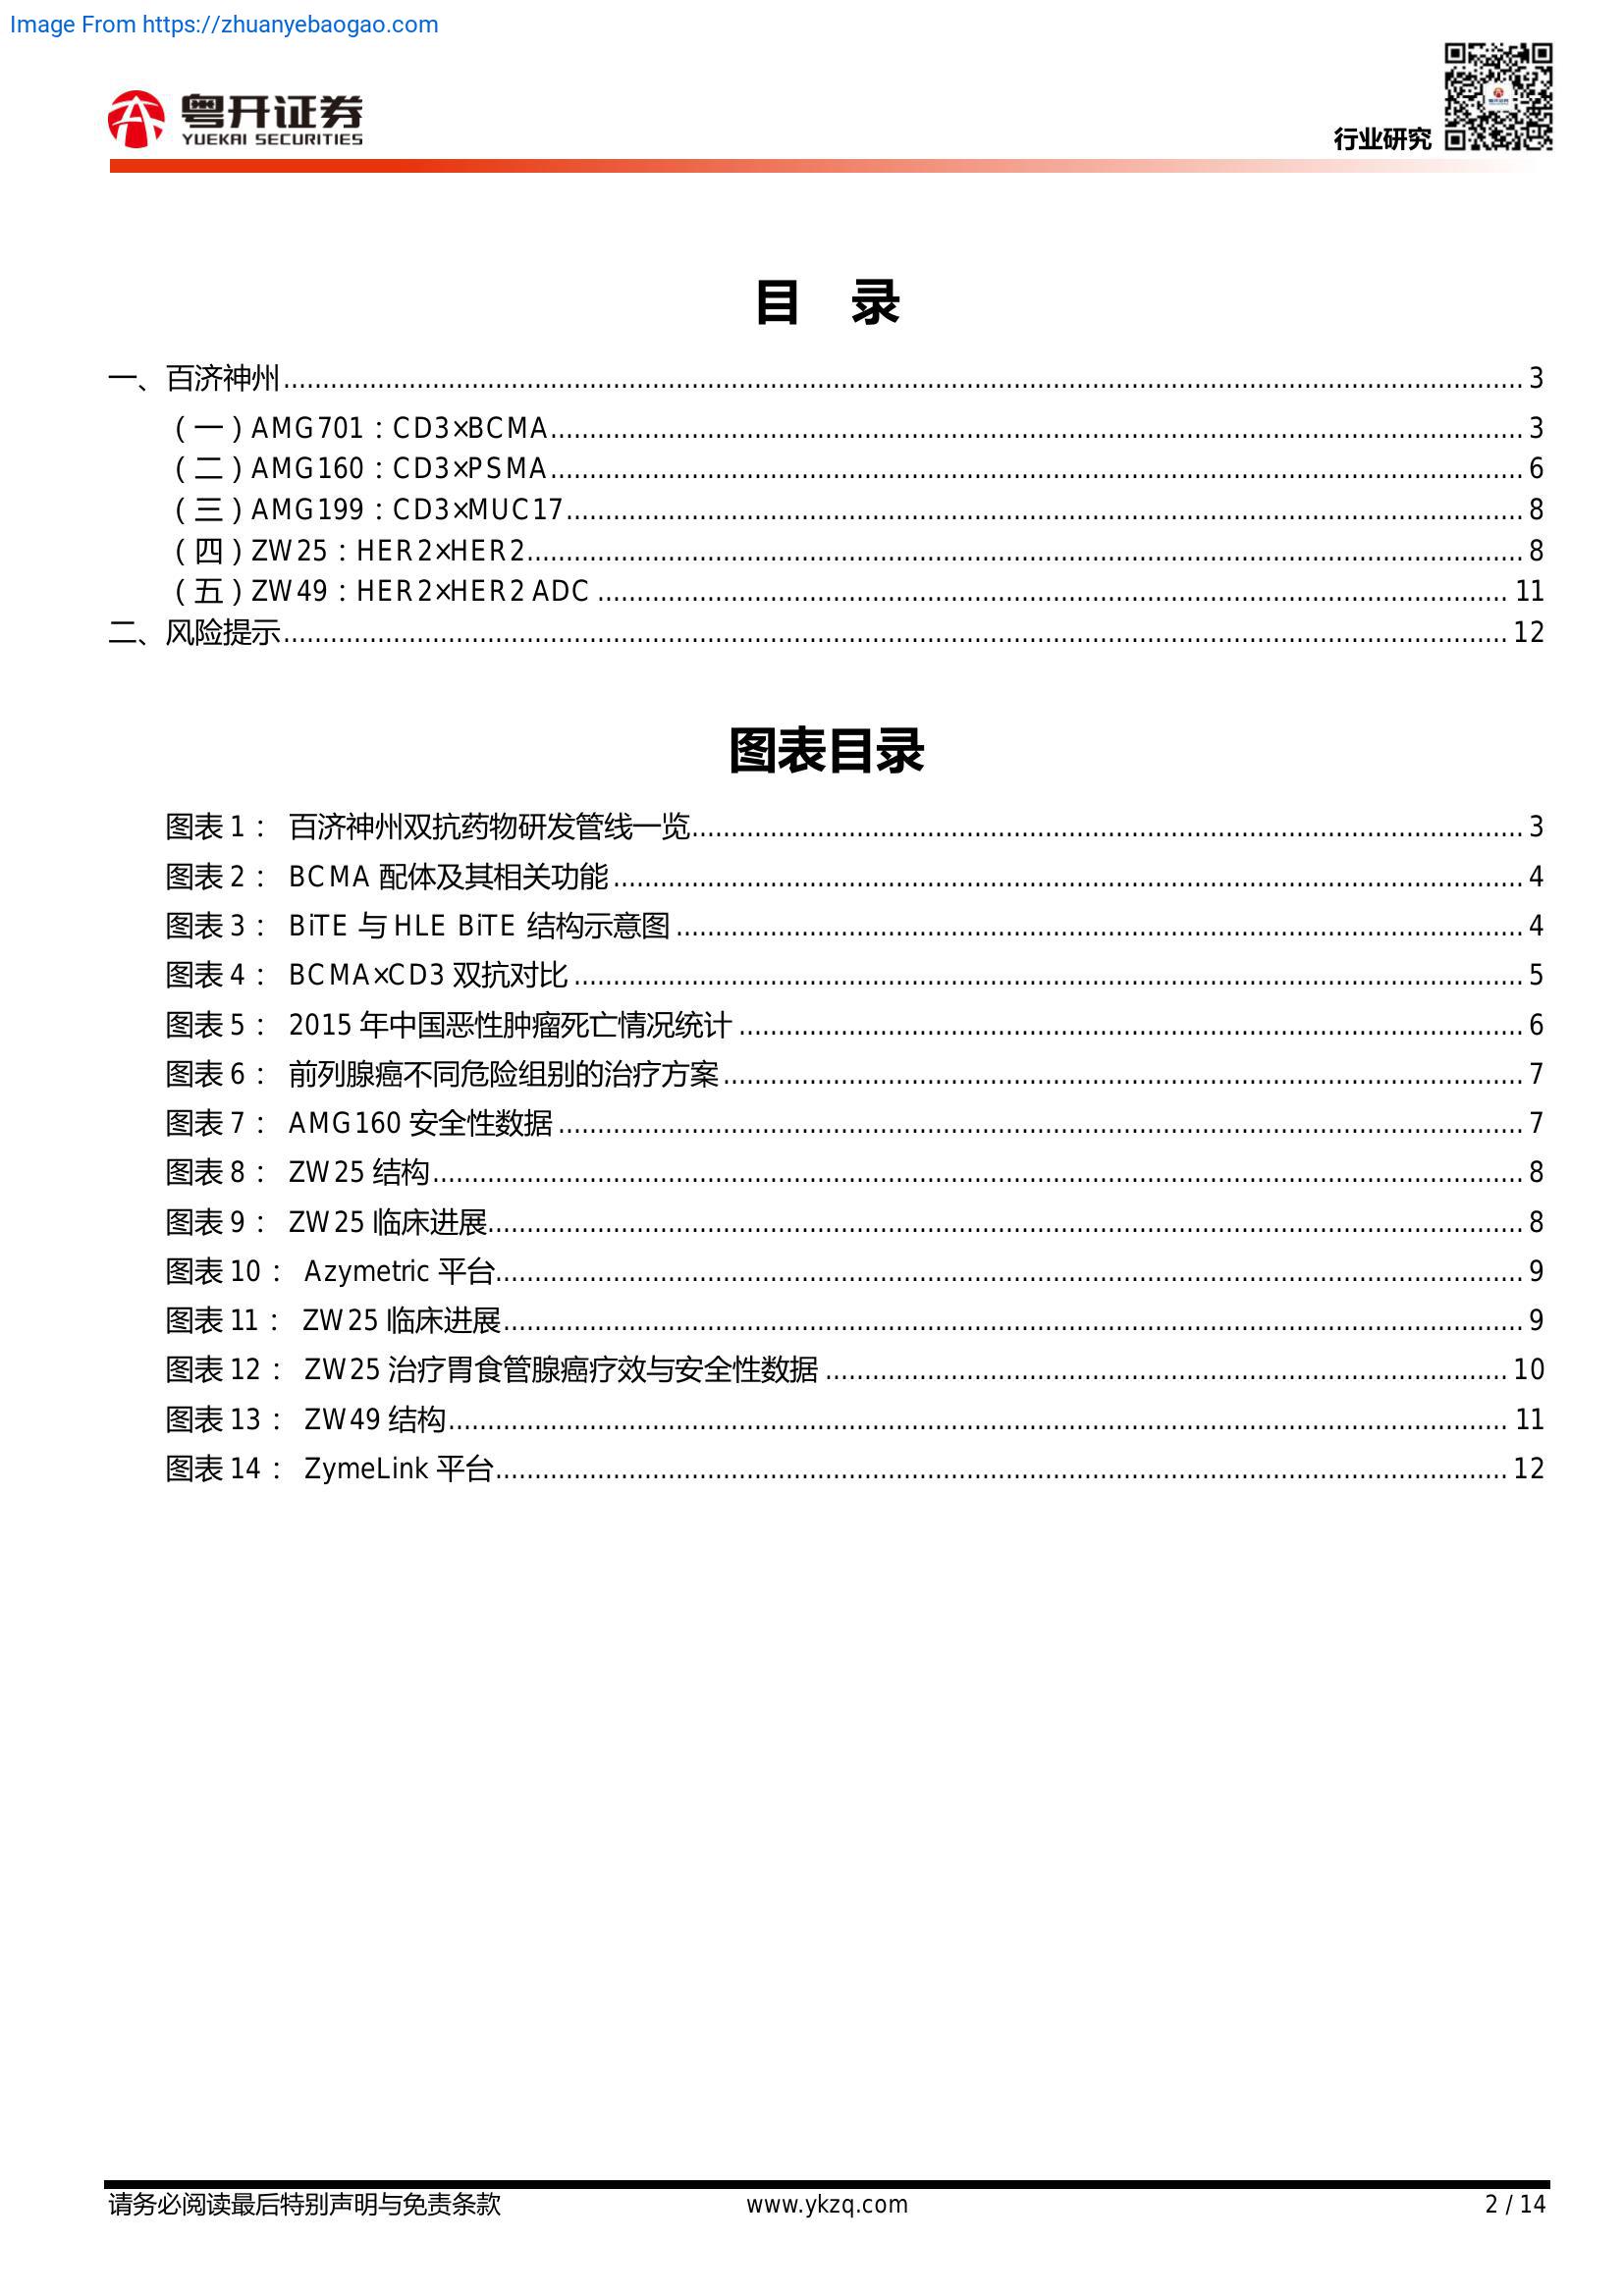 Image From https://zhuanyebaogao.com
粤开证券
YUEKAI SECURITIES
行业研究
目 录
一、百济神州........ 3
（一）AMG701：CD3×BCMA........ 3
（二）AMG160：CD3×PSMA........ 6
（三）AMG199：CD3×MUC17........ 8
（四）ZW25：HER2×HER2........ 8
（五）ZW49：HER2×HER2 ADC ........ 11
二、风险提示........ 12
图表目录
图表 1： 百济神州双抗药物研发管线一览........ 3
图表 2： BCMA 配体及其相关功能 ........ 4
图表 3： BiTE 与 HLE BiTE 结构示意图 ........ 4
图表 4： BCMA×CD3 双抗对比 ........ 5
图表 5： 2015 年中国恶性肿瘤死亡情况统计 ........ 6
图表 6： 前列腺癌不同危险组别的治疗方案 ........ 7
图表 7： AMG160 安全性数据 ........ 7
图表 8： ZW25 结构........ 8
图表 9： ZW25 临床进展........ 8
图表 10： Azymetric 平台........ 9
图表 11： ZW25 临床进展........ 9
图表 12： ZW25 治疗胃食管腺癌疗效与安全性数据 ........ 10
图表 13： ZW49 结构........ 11
图表 14： ZymeLink 平台........ 12
请务必阅读最后特别声明与免责条款
www.ykzq.com
2 / 14